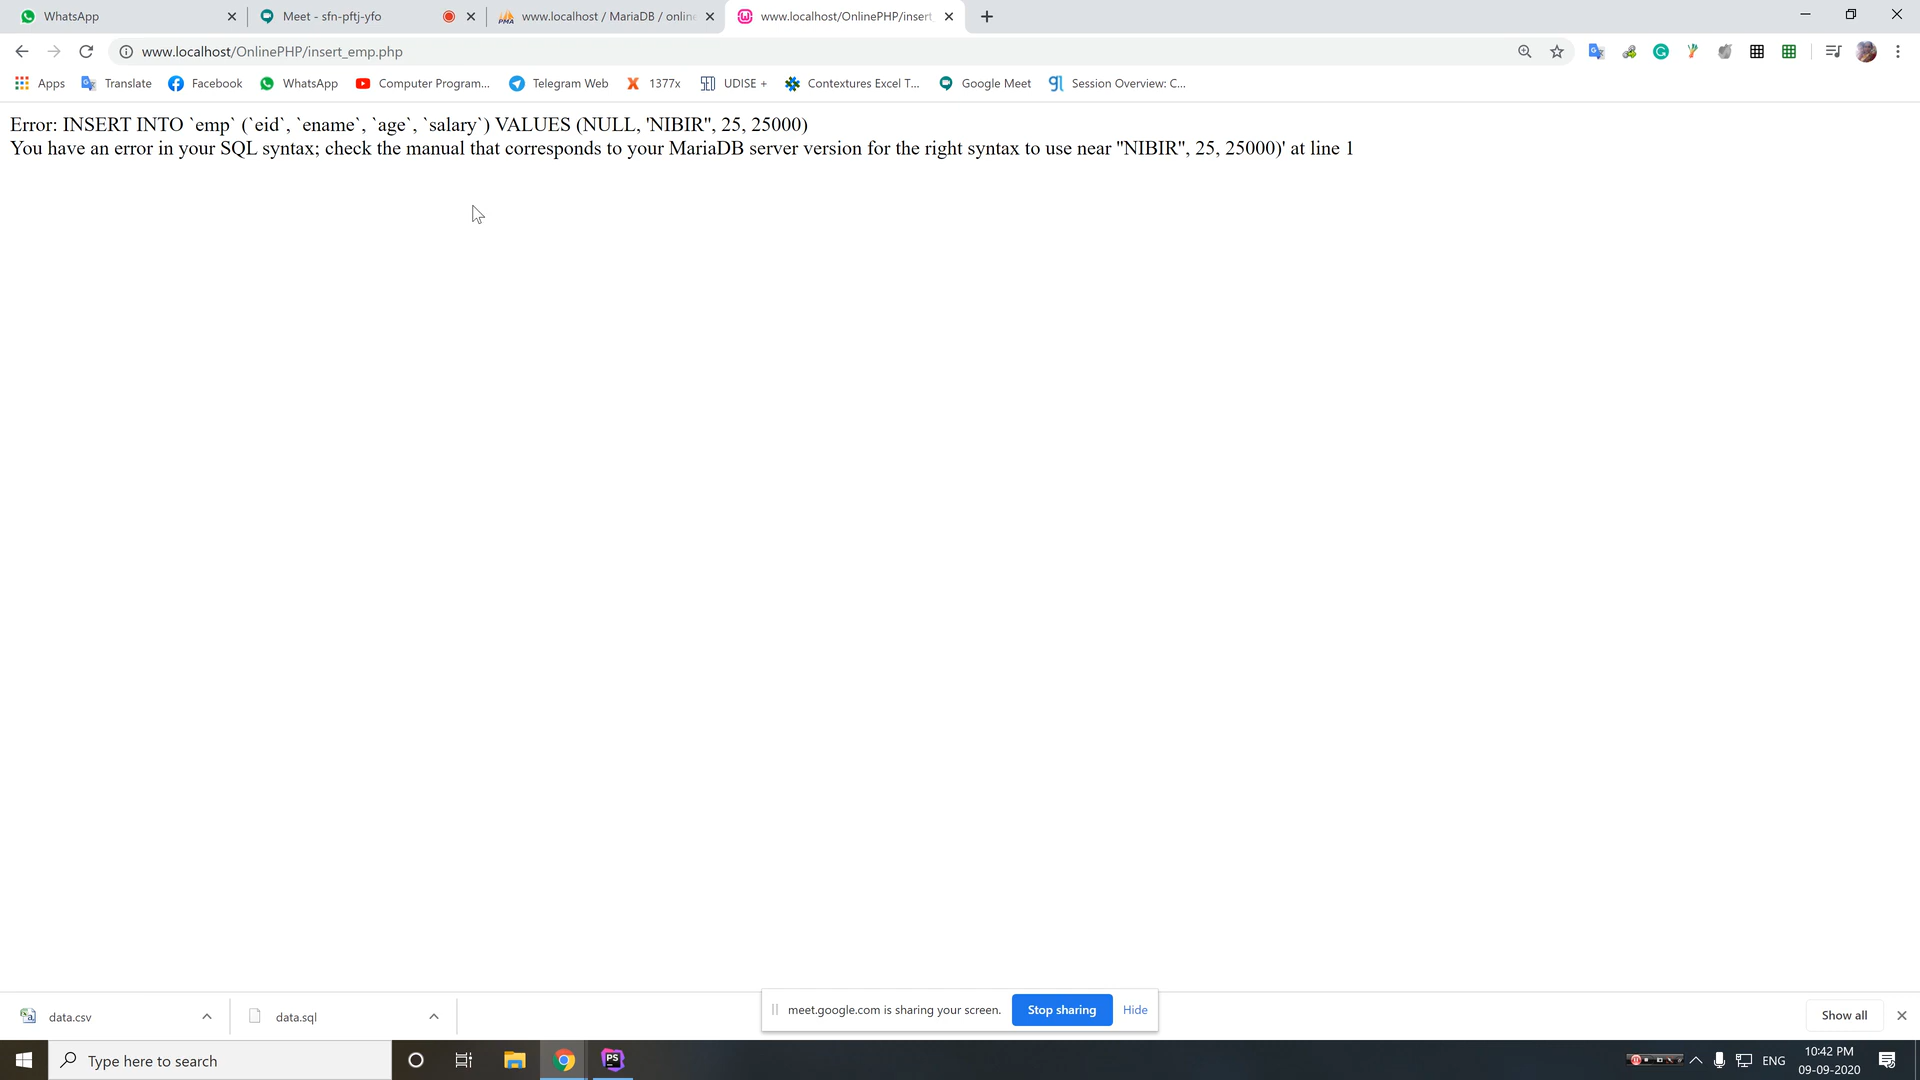 WhatsApp
Meet - sfn-pftj-yfo
www.localhost / MariaDB / online
www.localhost/OnlinePHP/insert_
www.localhost/OnlinePHP/insert_emp.php
Apps
Translate
Facebook
WhatsApp
Computer Program...
Telegram Web
1377x
UDISE +
Contextures Excel T...
Google Meet
Session Overview: C...
Error: INSERT INTO `emp` (`eid`, `ename`, `age`, `salary`) VALUES (NULL, 'NIBIR'', 25, 25000)
You have an error in your SQL syntax; check the manual that corresponds to your MariaDB server version for the right syntax to use near ''NIBIR'', 25, 25000)' at line 1
data.csv
data.sql
meet.google.com is sharing your screen.
Stop sharing
Hide
Show all
Type here to search
PS
ENG
10:42 PM
09-09-2020